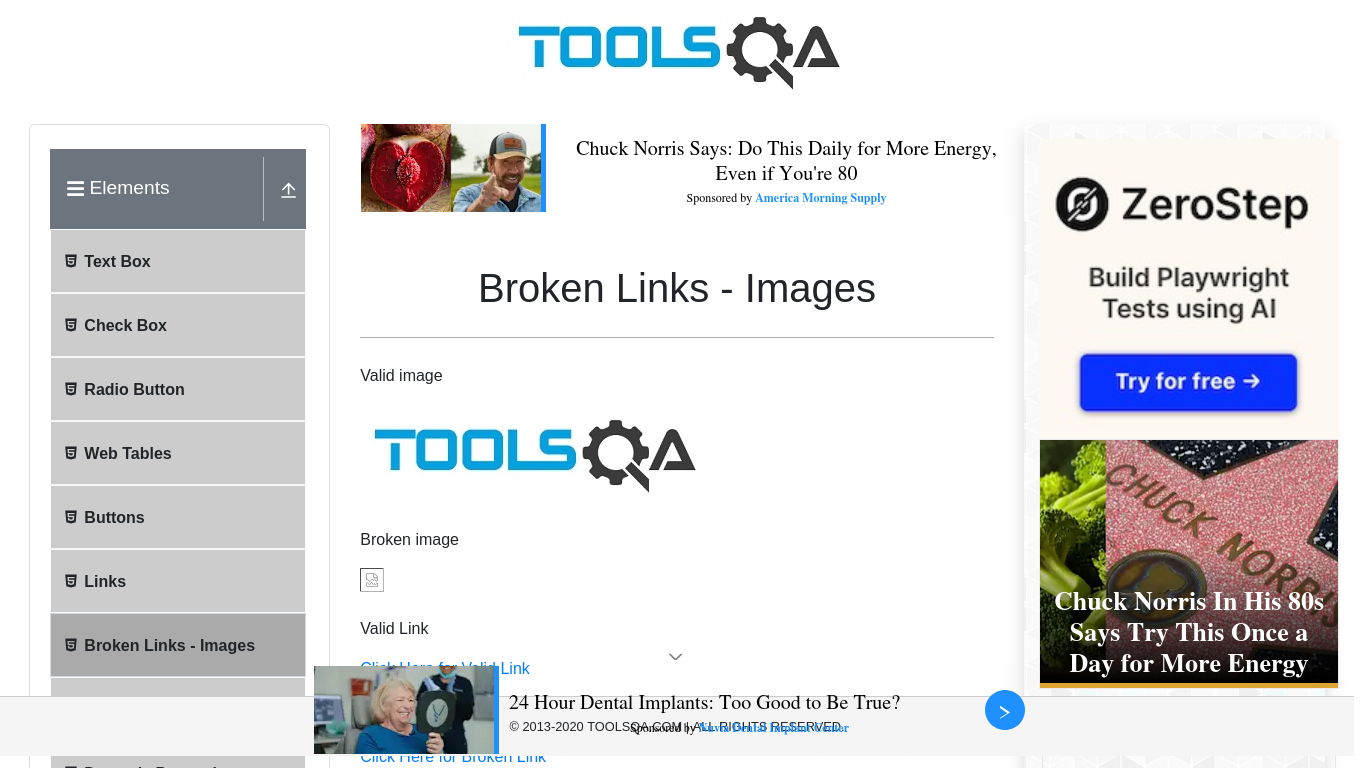 TOOLSQA
Elements
Text Box
Check Box
Radio Button
Web Tables
Buttons
Links
Broken Links - Images
Chuck Norris Says: Do This Daily for More Energy,
Even if You're 80
Sponsored by America Morning Supply
Broken Links - Images
Valid image
TOOLSQA
Broken image
Valid Link
Click Here for Valid Link
24 Hour Dental Implants: Too Good to Be True?
© 2013-2020 TOOLSQA.COM | ALL RIGHTS RESERVED.
Sponsored by Nuvia Dental Implant Center
Click Here for Broken Link
ZeroStep
Build Playwright
Tests using AI
Try for free →
CHUCK NORRIS
Chuck Norris In His 80s
Says Try This Once a
Day for More Energy